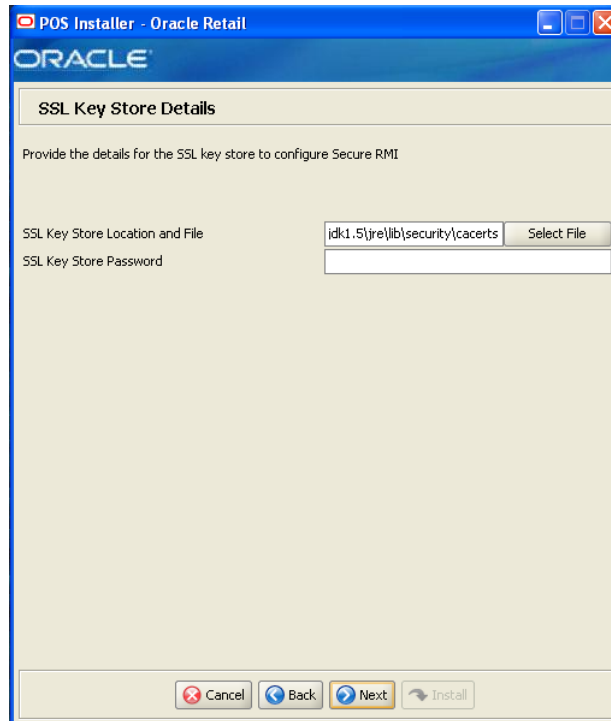 POS Installer - Oracle Retail
ORACLE
SSL Key Store Details
Provide the details for the SSL key store to configure Secure RMI
SSL Key Store Location and File jdk1.5\jre\lib\security\cacerts Select File
SSL Key Store Password
Cancel Back Next Install